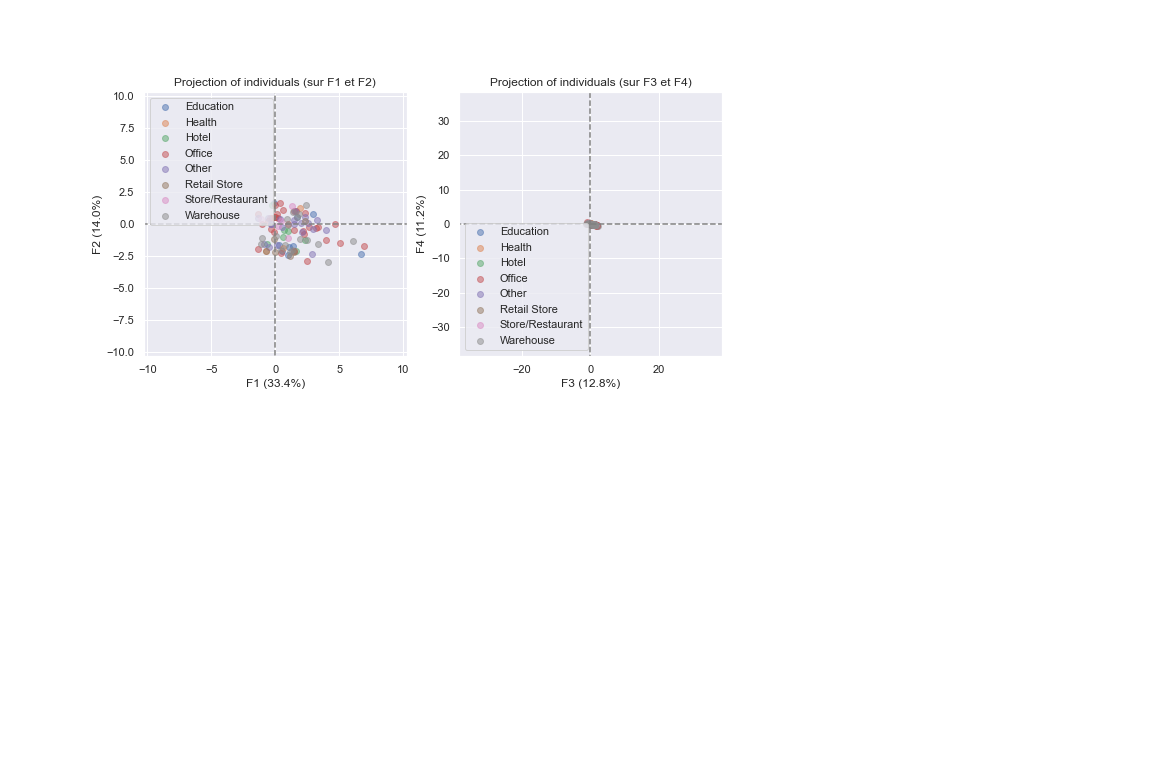 Projection of individuals (sur F1 et F2)
10.0
7.5
5.0
2.5
0.0
−2.5
−5.0
−7.5
−10.0
F2 (14.0%)
Education
Health
Hotel
Office
Other
Retail Store
Store/Restaurant
Warehouse
−10
−5
0
5
10
F1 (33.4%)
Projection of individuals (sur F3 et F4)
30
20
10
0
−10
−20
−30
F4 (11.2%)
Education
Health
Hotel
Office
Other
Retail Store
Store/Restaurant
Warehouse
−20
0
20
F3 (12.8%)